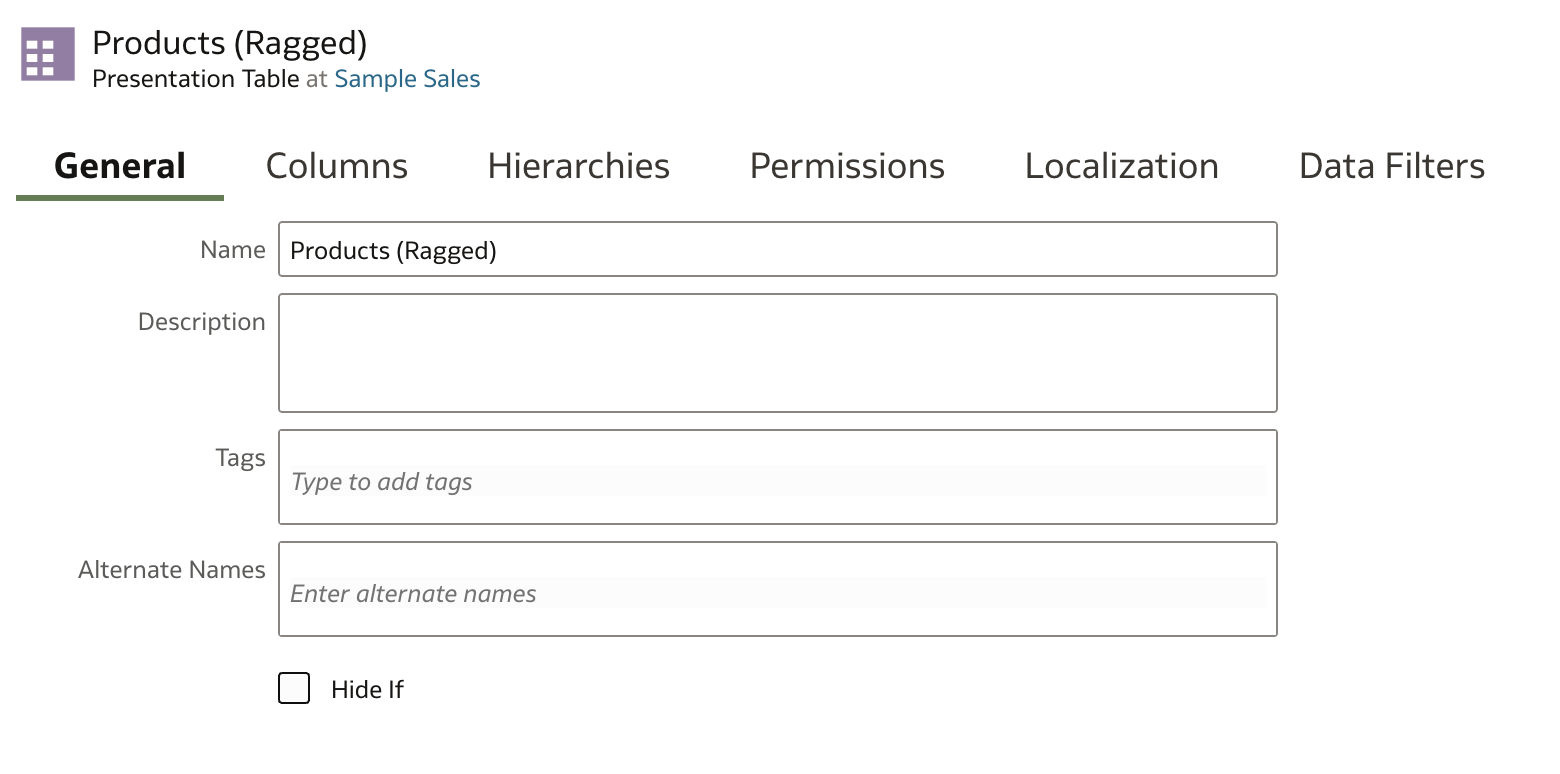 Products (Ragged)
Presentation Table at Sample Sales
General Columns Hierarchies Permissions Localization Data Filters
Name Products (Ragged)
Description
Tags
Type to add tags
Alternate Names
Enter alternate names
Hide If